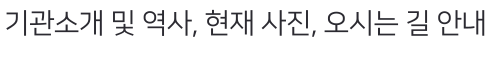 기관소개 및 역사, 현재 사진, 오시는 길 안내